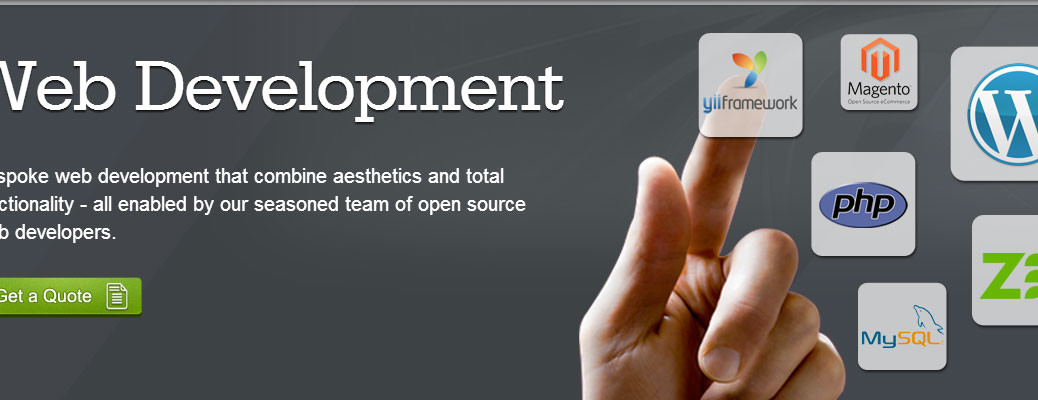 Web Development
spoke web development that combine aesthetics and total
ctionality - all enabled by our seasoned team of open source
b developers.
Get a Quote
yiiframework
Magento
Open Source eCommerce
W
php
Za
MySQL